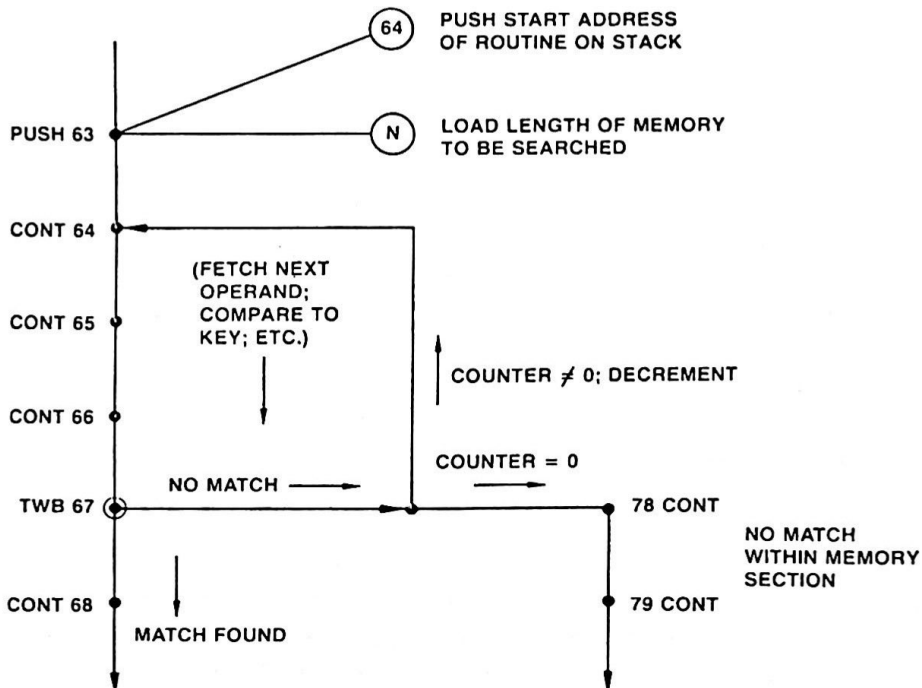 64
PUSH START ADDRESS
OF ROUTINE ON STACK
PUSH 63
N
LOAD LENGTH OF MEMORY
TO BE SEARCHED
CONT 64
(FETCH NEXT
OPERAND;
COMPARE TO
KEY; ETC.)
CONT 65
COUNTER ≠ 0; DECREMENT
CONT 66
COUNTER = 0
NO MATCH
TWB 67
78 CONT
NO MATCH
WITHIN MEMORY
SECTION
CONT 68
79 CONT
MATCH FOUND